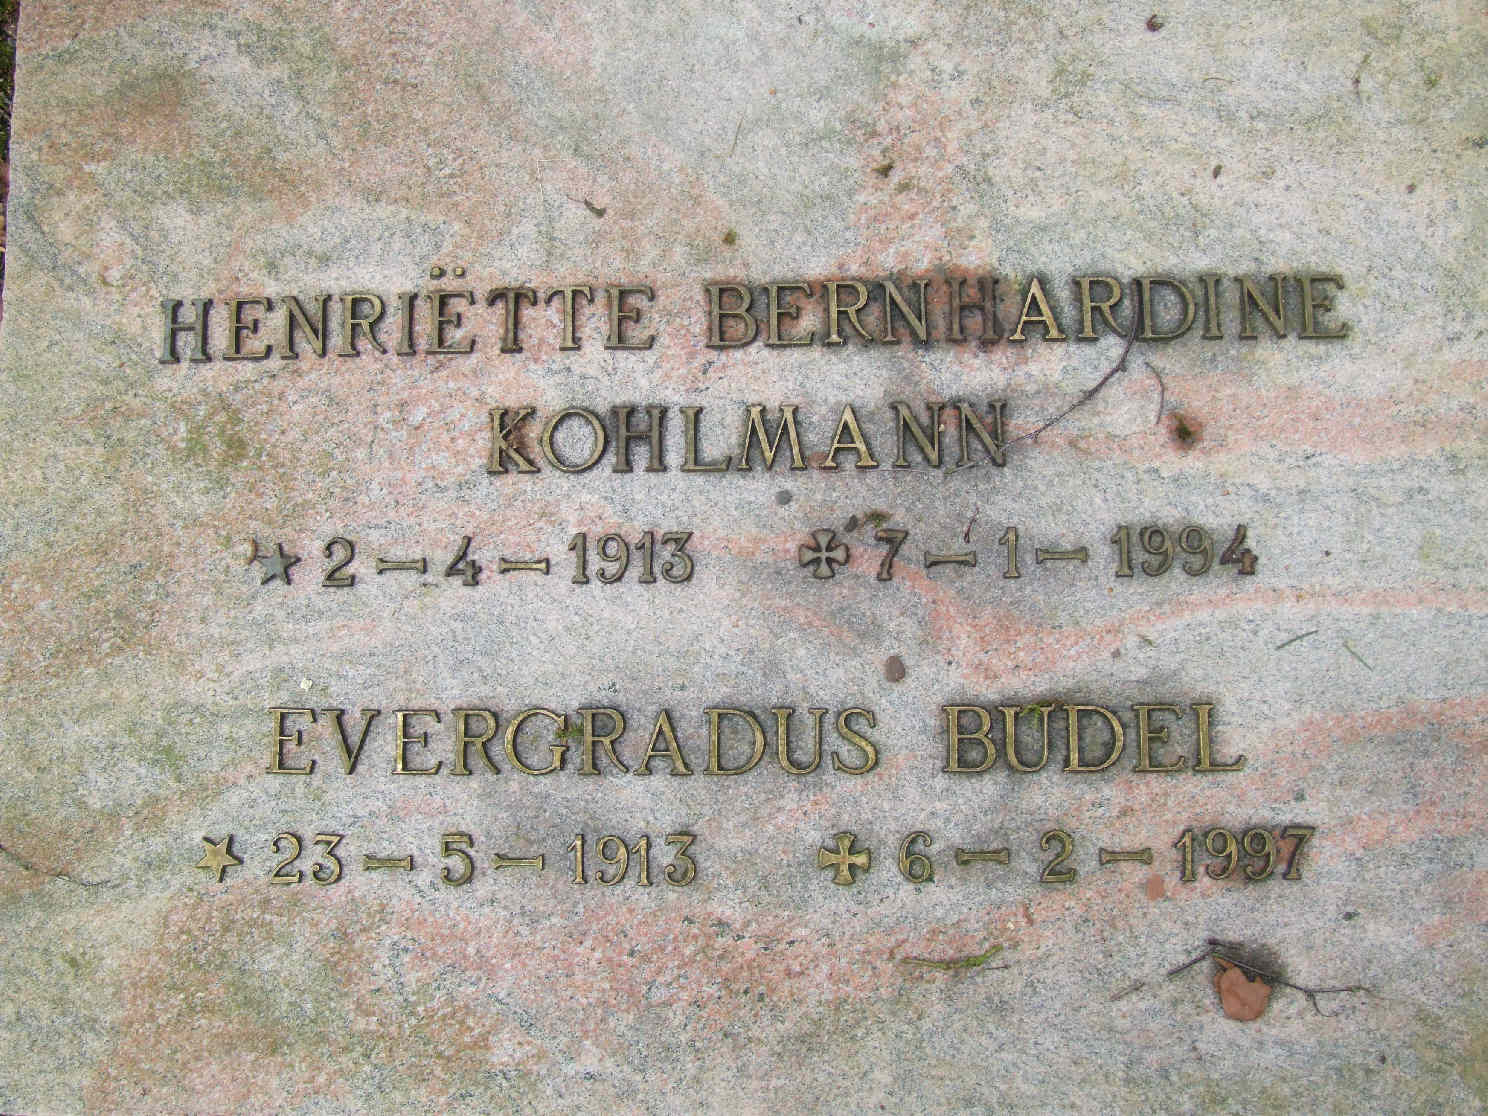 HENRIËTTE BERNHARDINE
KOHLMANN
★ 2-4-1913 ✠ 7-1-1994
EVERGRADUS BUDEL
★ 23-5-1913 ✠ 6-2-1997